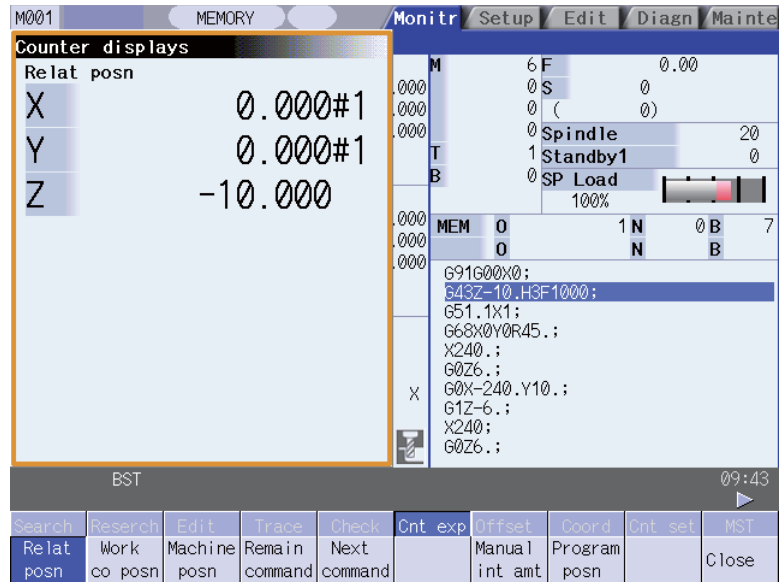 M001 MEMORY Monitr Setup Edit Diagn Mainte
Counter displays
Relat posn
X 0.000#1
Y 0.000#1
Z -10.000
.000
.000
.000
.000
.000
.000
X
M 6 F 0.00
0 S 0
0 ( 0)
0 Spindle 20
T 1 Standby1 0
B 0 SP Load
100%
MEM O 1 N 0 B 7
O N B
G91G00X0;
G43Z-10.H3F1000;
G51.1X1;
G68X0Y0R45.;
X240.;
G0Z6.;
G0X-240.Y10.;
G1Z-6.;
X240;
G0Z6.;
BST 09:43
Search Reserch Edit Trace Check Cnt exp Offset Coord Cnt set MST
Relat Work Machine Remain Next Manual Program Close
posn co posn posn command command int amt posn